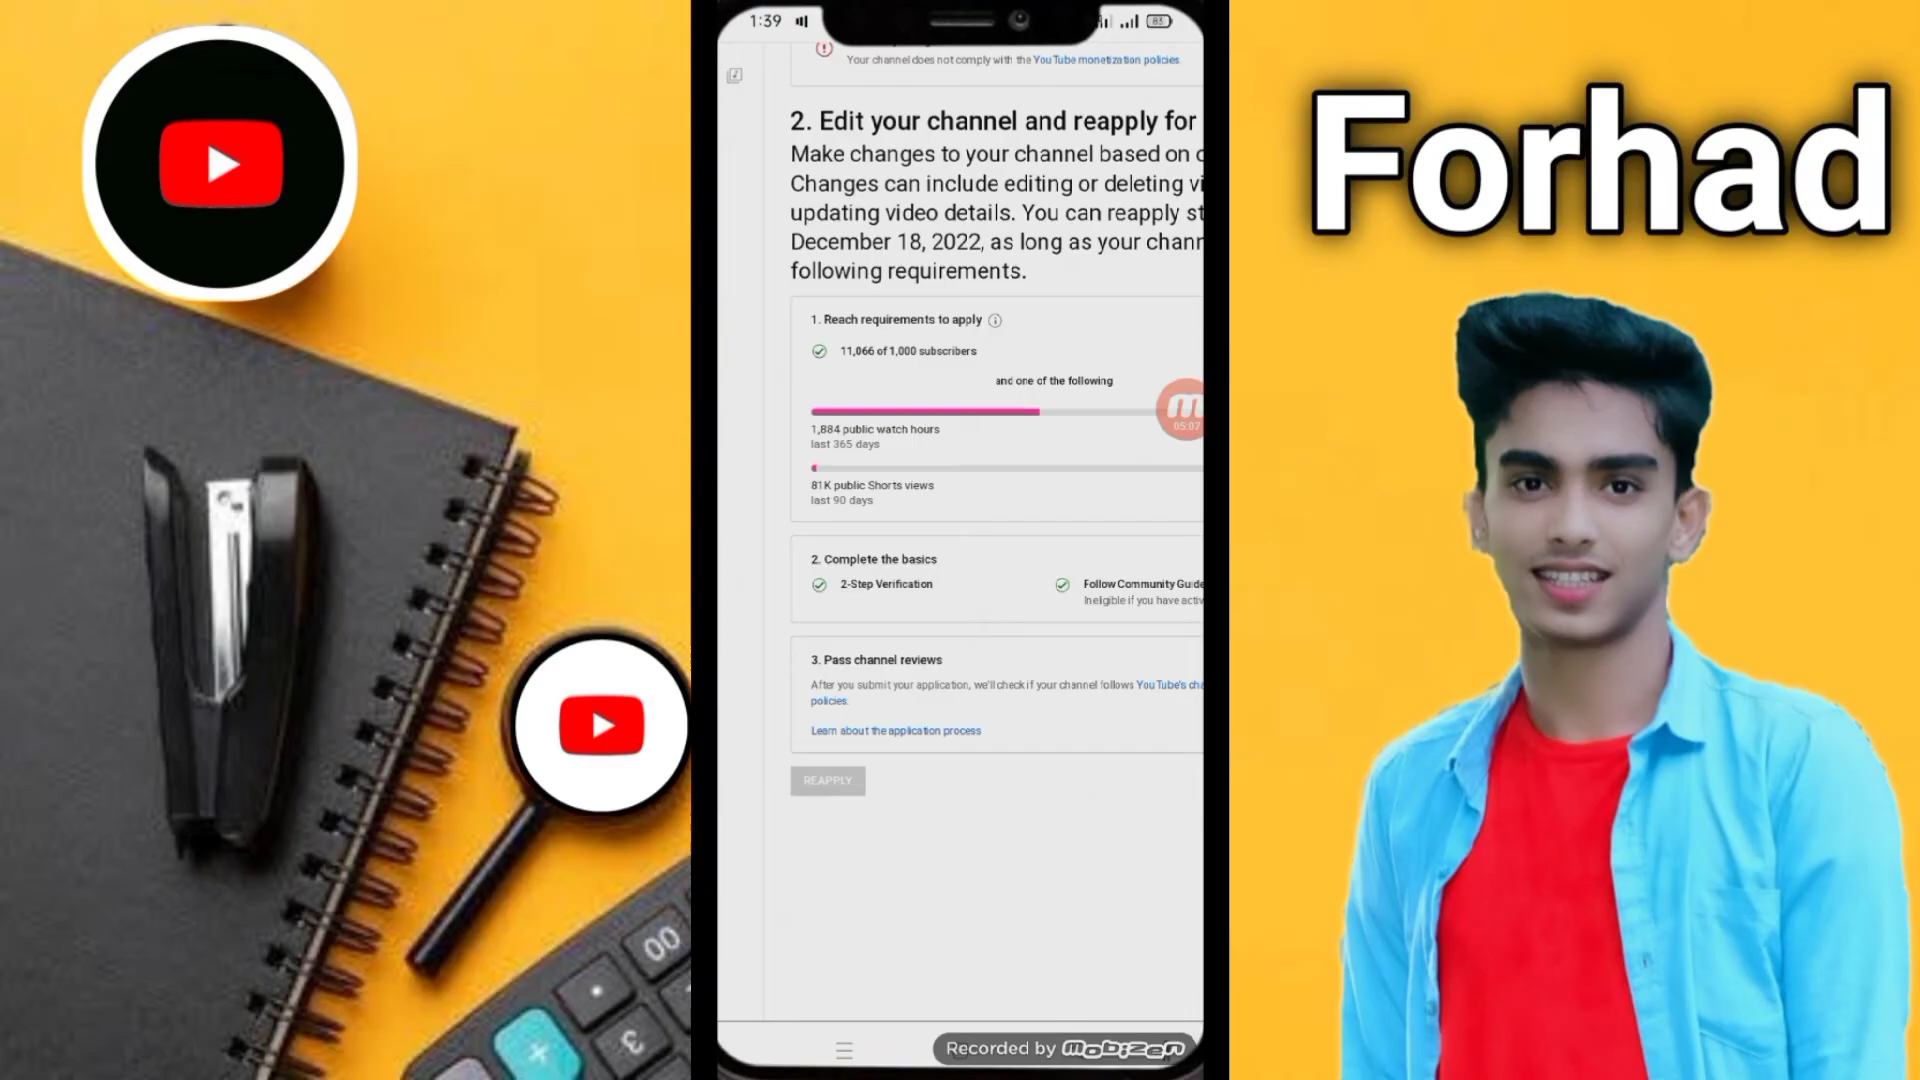 1:39
83
Your channel does not comply with the YouTube monetization policies.
2. Edit your channel and reapply for
Make changes to your channel based on
Changes can include editing or deleting
updating video details. You can reapply
December 18, 2022, as long as your
following requirements.
1. Reach requirements to apply
11,066 of 1,000 subscribers
and one of the following
1,884 public watch hours
last 365 days
05:07
81K public Shorts views
last 90 days
2. Complete the basics
2-Step Verification
Follow Community
Ineligible if you have
3. Pass channel reviews
After you submit your application, we'll check if your channel follows YouTube's
policies.
Learn about the application process
REAPPLY
Recorded by mobizen
Forhad
00